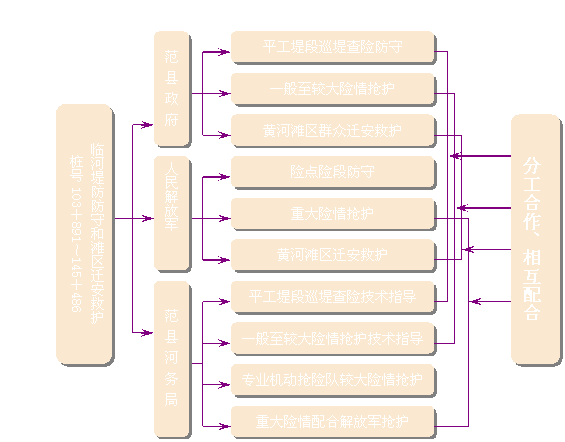 临河堤防防守和滩区迁安救护
桩号 103＋891～145＋486
范县政府
人民解放军
范县河务局
平工堤段巡堤查险防守
一般至较大险情抢护
黄河滩区群众迁安救护
险点险段防守
重大险情抢护
黄河滩区迁安救护
平工堤段巡堤查险技术指导
一般至较大险情抢护技术指导
专业机动抢险队较大险情抢护
重大险情配合解放军抢护
分工合作、相互配合